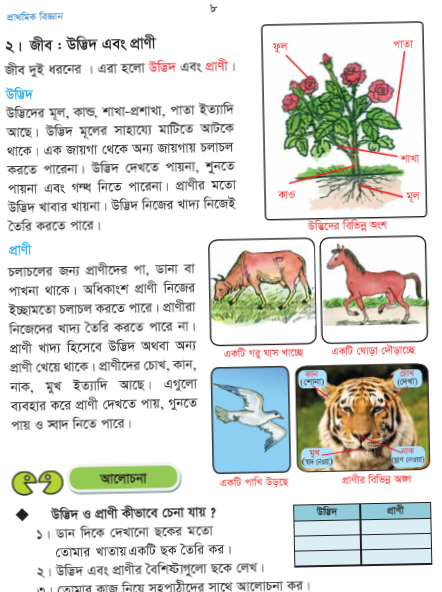 প্রাথমিক বিজ্ঞান
৮
২। জীব : উদ্ভিদ এবং প্রাণী
জীব দুই ধরনের । এরা হলো উদ্ভিদ এবং প্রাণী।
উদ্ভিদ
উদ্ভিদের মূল, কান্ড, শাখা-প্রশাখা, পাতা ইত্যাদি
আছে। উদ্ভিদ মূলের সাহায্যে মাটিতে আটকে
থাকে। এক জায়গা থেকে অন্য জায়গায় চলাচল
করতে পারেনা। উদ্ভিদ দেখতে পায়না, শুনতে
পায়না এবং গন্ধ নিতে পারেনা। প্রাণীর মতো
উদ্ভিদ খাবার খায়না। উদ্ভিদ নিজের খাদ্য নিজেই
তৈরি করতে পারে।
ফুল
পাতা
শাখা
কাণ্ড
মূল
উদ্ভিদের বিভিন্ন অংশ
প্রাণী
চলাচলের জন্য প্রাণীদের পা, ডানা বা
পাখনা থাকে। অধিকাংশ প্রাণী নিজের
ইচ্ছামতো চলাচল করতে পারে। প্রাণীরা
নিজেদের খাদ্য তৈরি করতে পারে না।
প্রাণী খাদ্য হিসেবে উদ্ভিদ অথবা অন্য
প্রাণী খেয়ে থাকে। প্রাণীদের চোখ, কান,
নাক, মুখ ইত্যাদি আছে। এগুলো
ব্যবহার করে প্রাণী দেখতে পায়, শুনতে
পায় ও স্বাদ নিতে পারে।
একটি গরু ঘাস খাচ্ছে
একটি ঘোড়া দৌড়াচ্ছে
কান
(শোনা)
চোখ
(দেখা)
মুখ
(স্বাদ নেওয়া)
নাক
(ঘ্রাণ নেওয়া)
একটি পাখি উড়ছে
প্রাণীর বিভিন্ন অঙ্গ
আলোচনা
উদ্ভিদ ও প্রাণী কীভাবে চেনা যায় ?
১। ডান দিকে দেখানো ছকের মতো
তোমার খাতায় একটি ছক তৈরি কর।
২। উদ্ভিদ এবং প্রাণীর বৈশিষ্ট্যগুলো ছকে লেখ।
৩। তোমার কাজ নিয়ে সহপাঠীদের সাথে আলোচনা কর।
উদ্ভিদ
প্রাণী